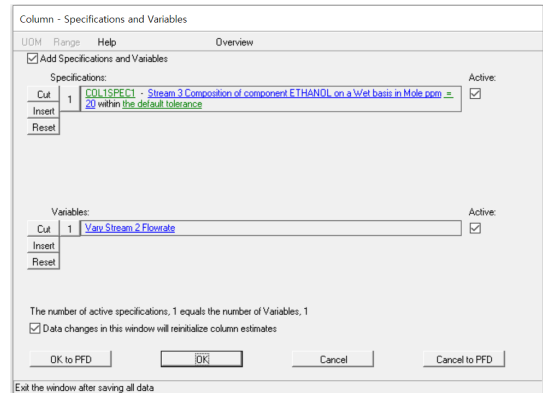 Column - Specifications and Variables
UOM Range Help Overview
Add Specifications and Variables
Specifications: Active:
Cut 1 COL1SPEC1 - Stream 3 Composition of component ETHANOL on a Wet basis in Mole ppm =
Insert 20 within the default tolerance
Reset
Variables: Active:
Cut 1 Vary Stream 2 Flowrate
Insert
Reset
The number of active specifications, 1 equals the number of Variables, 1
Data changes in this window will reinitialize column estimates
OK to PFD OK Cancel Cancel to PFD
Exit the window after saving all data